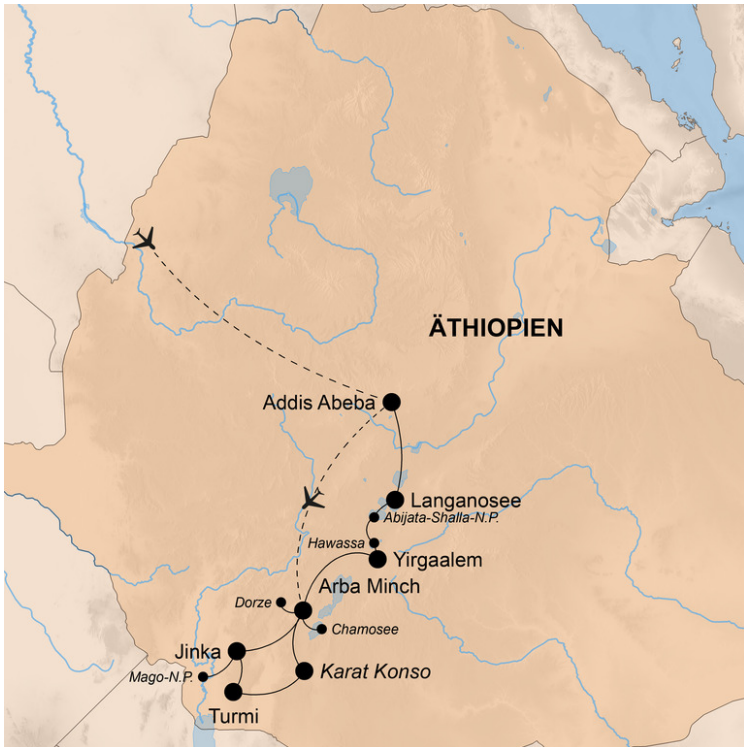 ÄTHIOPIEN
Addis Abeba
Langanosee
Abijata-Shalla-N.P.
Hawassa
Yirgaalem
Arba Minch
Dorze
Chamosee
Jinka
Karat Konso
Mago-N.P.
Turmi